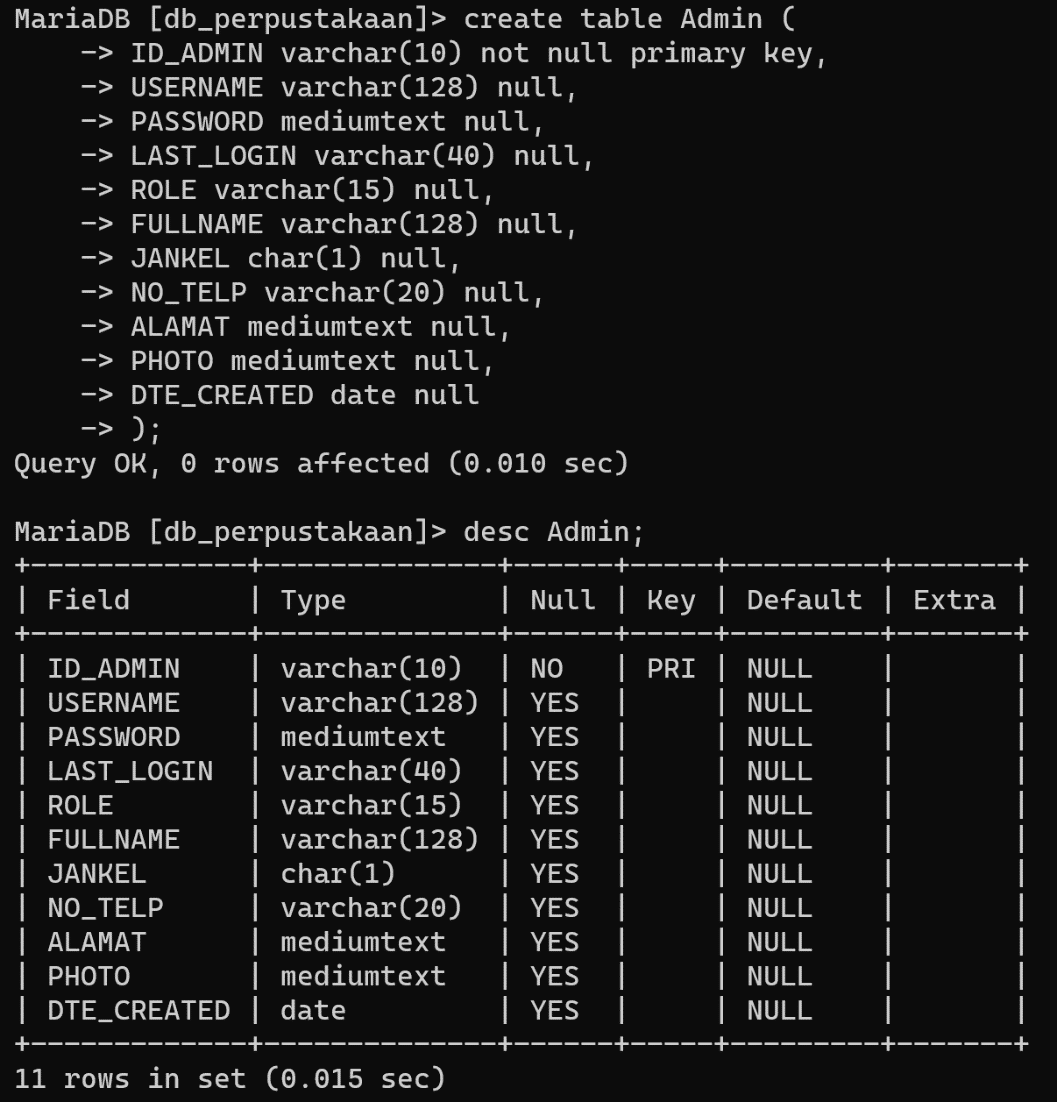 MariaDB [db_perpustakaan]> create table Admin (
    -> ID_ADMIN varchar(10) not null primary key,
    -> USERNAME varchar(128) null,
    -> PASSWORD mediumtext null,
    -> LAST_LOGIN varchar(40) null,
    -> ROLE varchar(15) null,
    -> FULLNAME varchar(128) null,
    -> JANKEL char(1) null,
    -> NO_TELP varchar(20) null,
    -> ALAMAT mediumtext null,
    -> PHOTO mediumtext null,
    -> DTE_CREATED date null
    -> );
Query OK, 0 rows affected (0.010 sec)

MariaDB [db_perpustakaan]> desc Admin;
+-------------+--------------+------+-----+---------+-------+
| Field       | Type         | Null | Key | Default | Extra |
+-------------+--------------+------+-----+---------+-------+
| ID_ADMIN    | varchar(10)  | NO   | PRI | NULL    |       |
| USERNAME    | varchar(128) | YES  |     | NULL    |       |
| PASSWORD    | mediumtext   | YES  |     | NULL    |       |
| LAST_LOGIN  | varchar(40)  | YES  |     | NULL    |       |
| ROLE        | varchar(15)  | YES  |     | NULL    |       |
| FULLNAME    | varchar(128) | YES  |     | NULL    |       |
| JANKEL      | char(1)      | YES  |     | NULL    |       |
| NO_TELP     | varchar(20)  | YES  |     | NULL    |       |
| ALAMAT      | mediumtext   | YES  |     | NULL    |       |
| PHOTO       | mediumtext   | YES  |     | NULL    |       |
| DTE_CREATED | date         | YES  |     | NULL    |       |
+-------------+--------------+------+-----+---------+-------+
11 rows in set (0.015 sec)